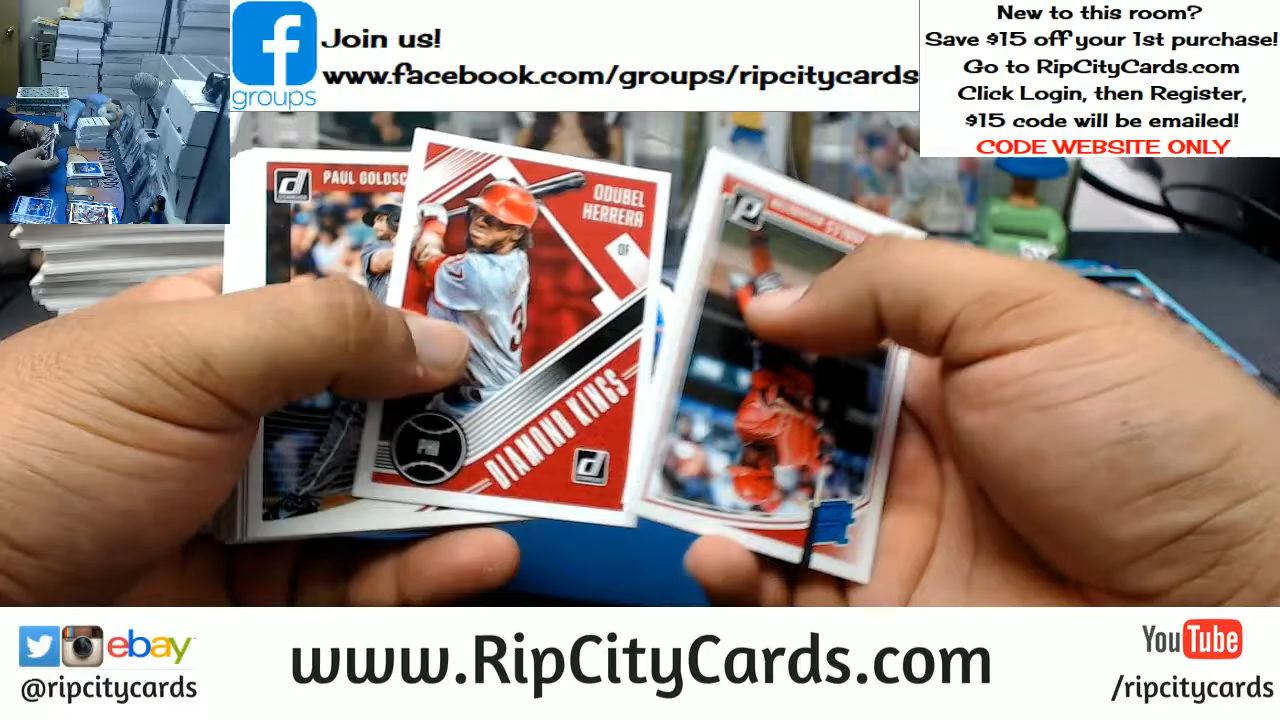 Join us!
www.facebook.com/groups/ripcitycards
groups
New to this room?
Save $15 off your 1st purchase!
Go to RipCityCards.com
Click Login, then Register,
$15 code will be emailed!
CODE WEBSITE ONLY
PAUL
ODUBEL
HERRERA
OF
DIAMOND KINGS
ebay
@ripcitycards
www.RipCityCards.com
YouTube
/ripcitycards